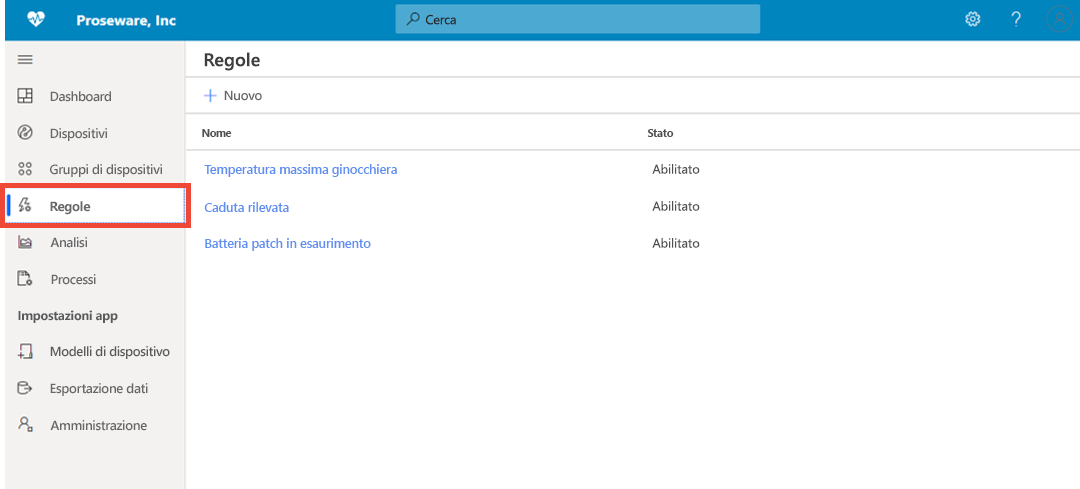 Proseware, Inc
Cerca
?
Regole
Nuovo
Nome Stato
Temperatura massima ginocchiera Abilitato
Caduta rilevata Abilitato
Batteria patch in esaurimento Abilitato
Dashboard
Dispositivi
Gruppi di dispositivi
Regole
Analisi
Processi
Impostazioni app
Modelli di dispositivo
Esportazione dati
Amministrazione